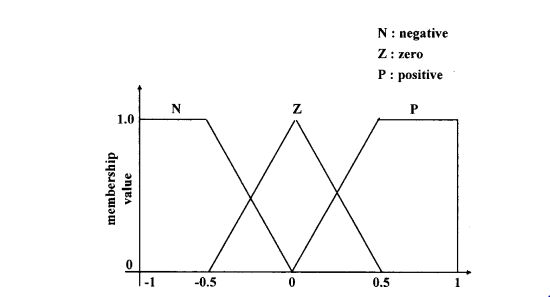 N : negative
Z : zero
P : positive
N Z P
1.0
membership
value
0
-1 -0.5 0 0.5 1